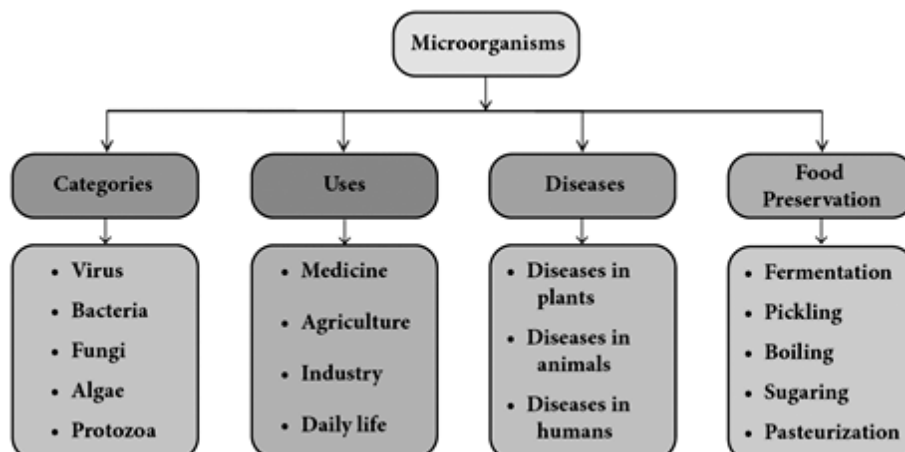 Microorganisms
Categories
Uses
Diseases
Food
Preservation
• Virus
• Bacteria
• Fungi
• Algae
• Protozoa
• Medicine
• Agriculture
• Industry
• Daily life
• Diseases in
plants
• Diseases in
animals
• Diseases in
humans
• Fermentation
• Pickling
• Boiling
• Sugaring
• Pasteurization